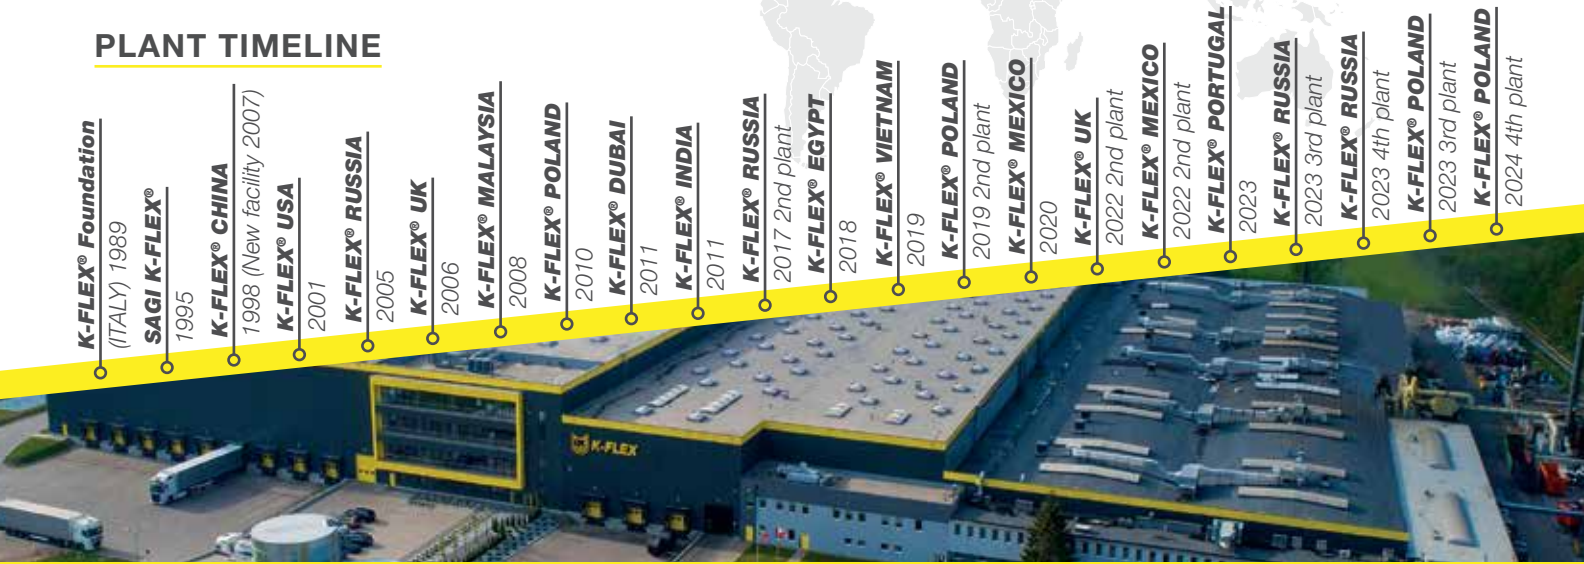 PLANT TIMELINE
K-FLEX® Foundation
(ITALY) 1989
SAGI K-FLEX®
1995
K-FLEX® CHINA
1998 (New facility 2007)
K-FLEX® USA
2001
K-FLEX® RUSSIA
2005
K-FLEX® UK
2006
K-FLEX® MALAYSIA
2008
K-FLEX® POLAND
2010
K-FLEX® DUBAI
2011
K-FLEX® INDIA
2011
K-FLEX® RUSSIA
2017 2nd plant
K-FLEX® EGYPT
2018
K-FLEX® VIETNAM
2019
K-FLEX® POLAND
2019 2nd plant
K-FLEX® MEXICO
2020
K-FLEX® UK
2022 2nd plant
K-FLEX® MEXICO
2022 2nd plant
K-FLEX® PORTUGAL
2023
K-FLEX® RUSSIA
2023 3rd plant
K-FLEX® RUSSIA
2023 4th plant
K-FLEX® POLAND
2023 3rd plant
K-FLEX® POLAND
2024 4th plant
K-FLEX